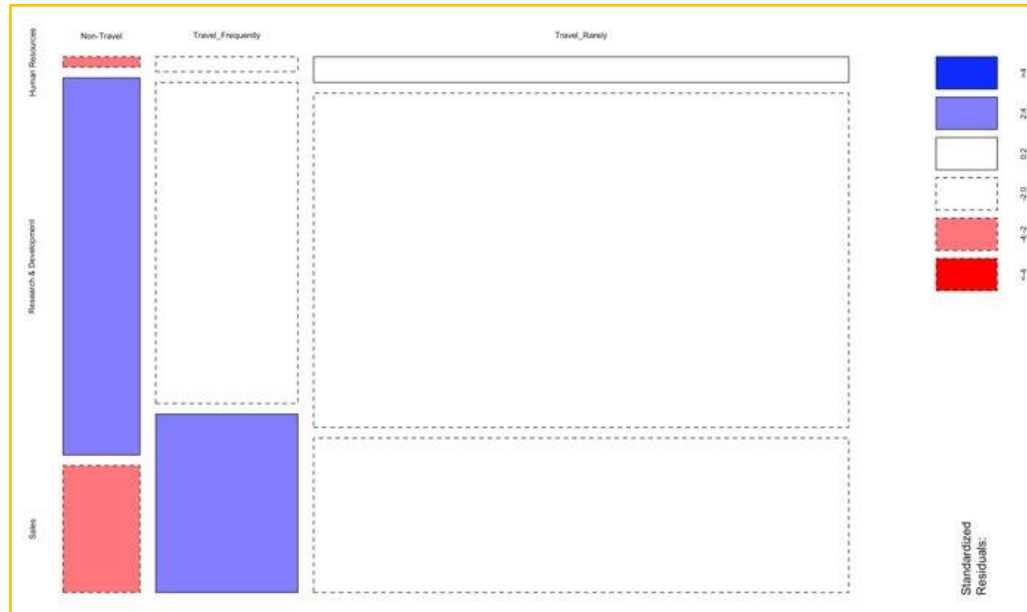 Non-Travel
Travel_Frequently
Travel_Rarely
Human Resources
Research & Development
Sales
>4
2:4
0:2
-2:0
-4:-2
<-4
Standardized
Residuals: